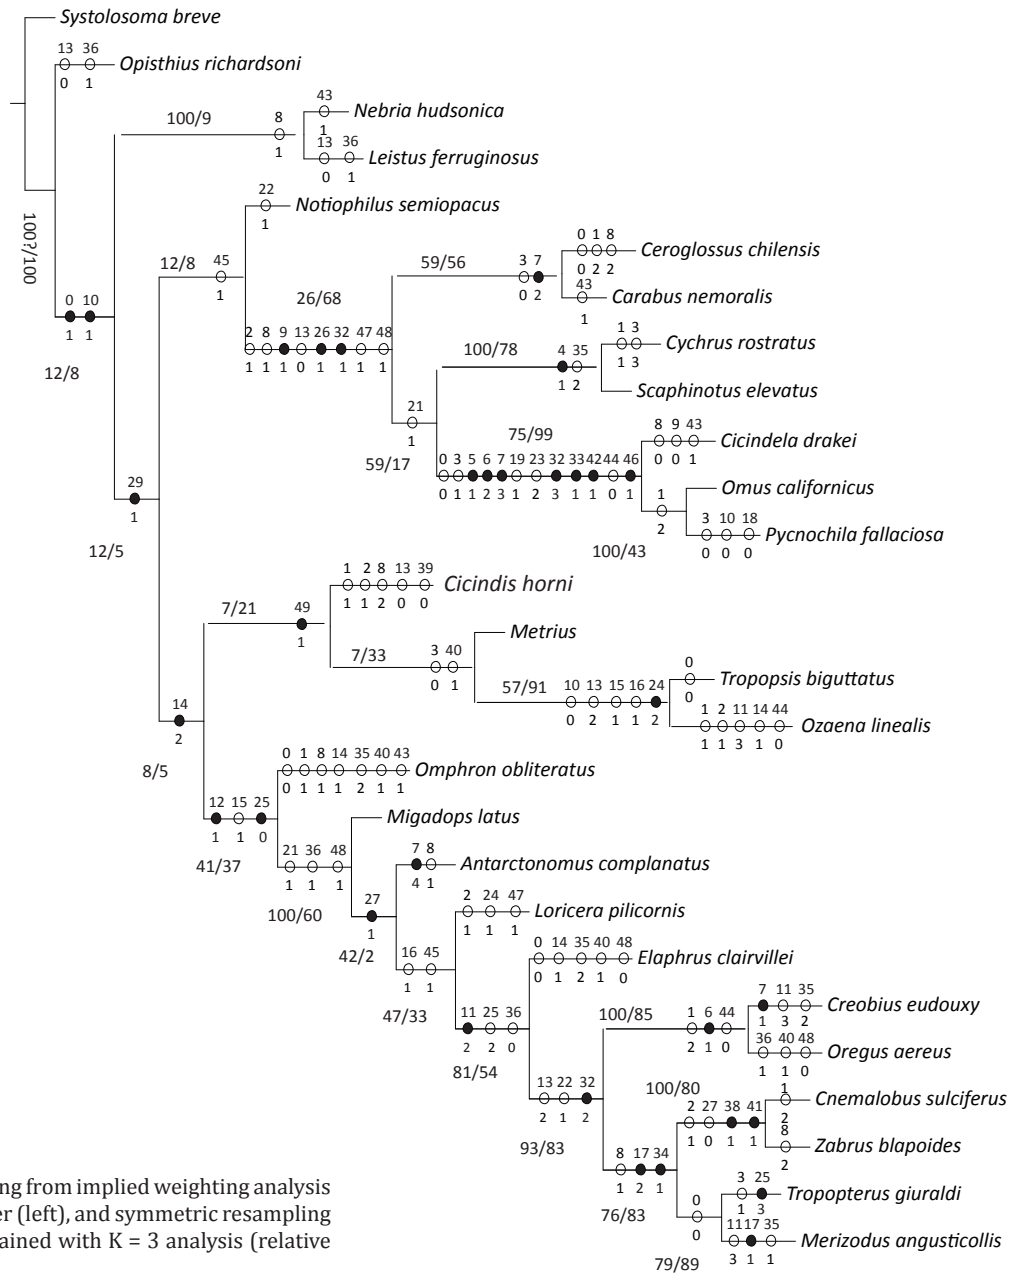 Systolosoma breve
13 36
0 1
Opisthius richardsoni
100/9
8
1
43
1
Nebria hudsonica
13 36
0 1
Leistus ferruginosus
22
1
Notiophilus semiopacus
100?/100
12/8
45
1
0 1 8
0 2 2
Ceroglossus chilensis
59/56
3 7
0 2
43
1
Carabus nemoralis
0 10
1 1
26/68
2 8 9 13 26 32 47 48
1 1 1 0 1 1 1 1
12/8
1 3
1 3
Cychrus rostratus
100/78
4 35
1 2
Scaphinotus elevatus
21
1
59/17
75/99
0 3 5 6 7 19 23 32 33 42 44 46
0 1 1 2 3 1 2 3 1 1 0 1
8 9 43
0 0 1
Cicindela drakei
29
1
1
2
Omus californicus
3 10 18
0 0 0
Pycnochila fallaciosa
12/5
100/43
1 2 8 13 39
1 1 2 0 0
Cicindis horni
7/21
49
1
Metrius
7/33
3 40
0 1
0
0
Tropopsis biguttatus
57/91
10 13 15 16 24
0 2 1 1 2
14
2
1 2 11 14 44
1 1 3 1 0
Ozaena linealis
8/5
0 1 8 14 35 40 43
0 1 1 1 2 1 1
Omphron obliteratus
12 15 25
1 1 0
Migadops latus
41/37
21 36 48
1 1 1
7 8
4 1
Antarctonomus complanatus
100/60
27
1
2 24 47
1 1 1
Loricera pilicornis
42/2
16 45
1 1
0 14 35 40 48
0 1 2 1 0
Elaphrus clairvillei
47/33
11 25 36
2 2 0
100/85
1 6 44
2 1 0
7 11 35
1 3 2
Creobius eudouxy
36 40 48
1 1 0
Oregus aereus
81/54
13 22 32
2 1 2
100/80
2 27 38 41
1 0 1 1
1
2
Cnemalobus sulciferus
8
2
Zabrus blapoides
93/83
8 17 34
1 2 1
3 25
1 3
Tropopterus giuraldi
76/83
0
0
11 17 35
3 1 1
Merizodus angusticollis
79/89
ng from implied weighting analysis
er (left), and symmetric resampling
ained with K = 3 analysis (relative